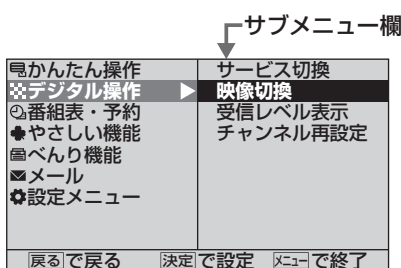 サブメニュー欄
かんたん操作
デジタル操作
番組表・予約
やさしい機能
べんり機能
メール
設定メニュー
サービス切換
映像切換
受信レベル表示
チャンネル再設定
戻るで戻る 決定で設定 メニューで終了